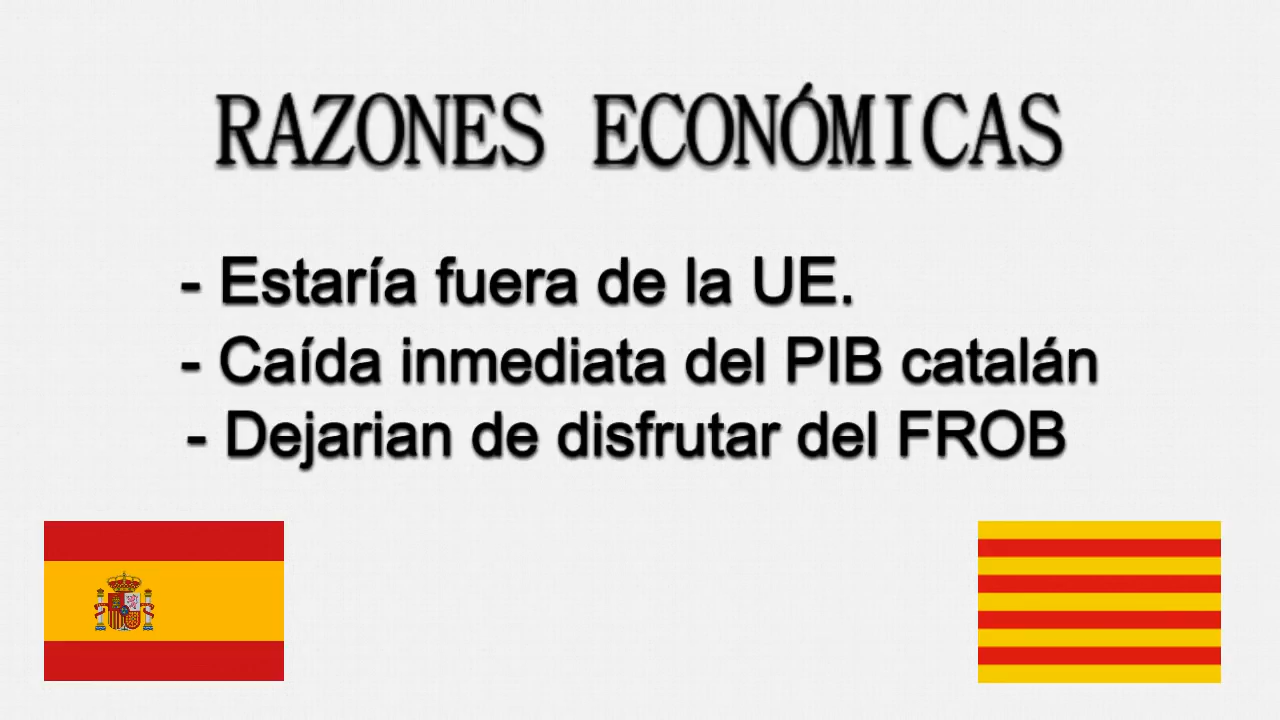 RAZONES ECONÓMICAS
- Estaría fuera de la UE.
- Caída inmediata del PIB catalán
- Dejarian de disfrutar del FROB